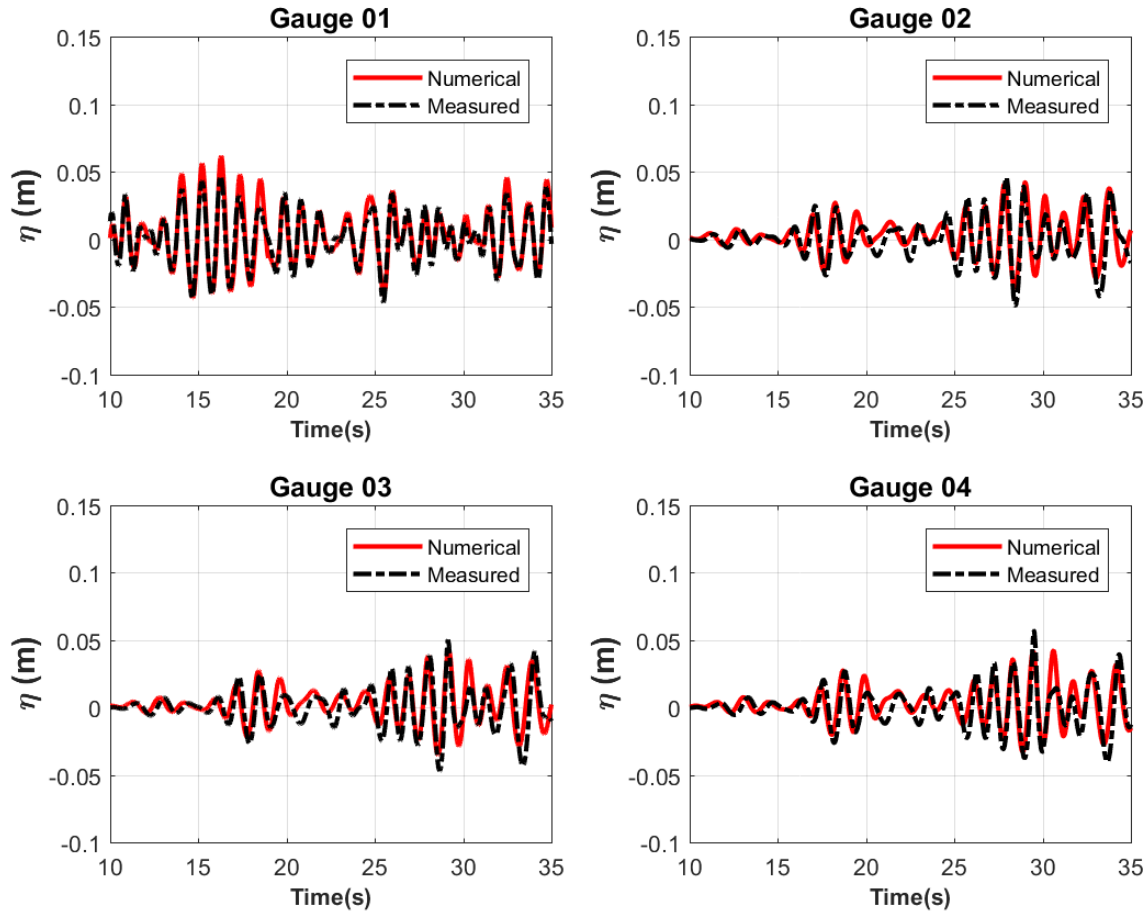 Gauge 01
0.15
0.1
0.05
0
-0.05
-0.1
η (m)
10 15 20 25 30 35
Time(s)
Numerical
Measured
Gauge 02
0.15
0.1
0.05
0
-0.05
-0.1
η (m)
10 15 20 25 30 35
Time(s)
Numerical
Measured
Gauge 03
0.15
0.1
0.05
0
-0.05
-0.1
η (m)
10 15 20 25 30 35
Time(s)
Numerical
Measured
Gauge 04
0.15
0.1
0.05
0
-0.05
-0.1
η (m)
10 15 20 25 30 35
Time(s)
Numerical
Measured